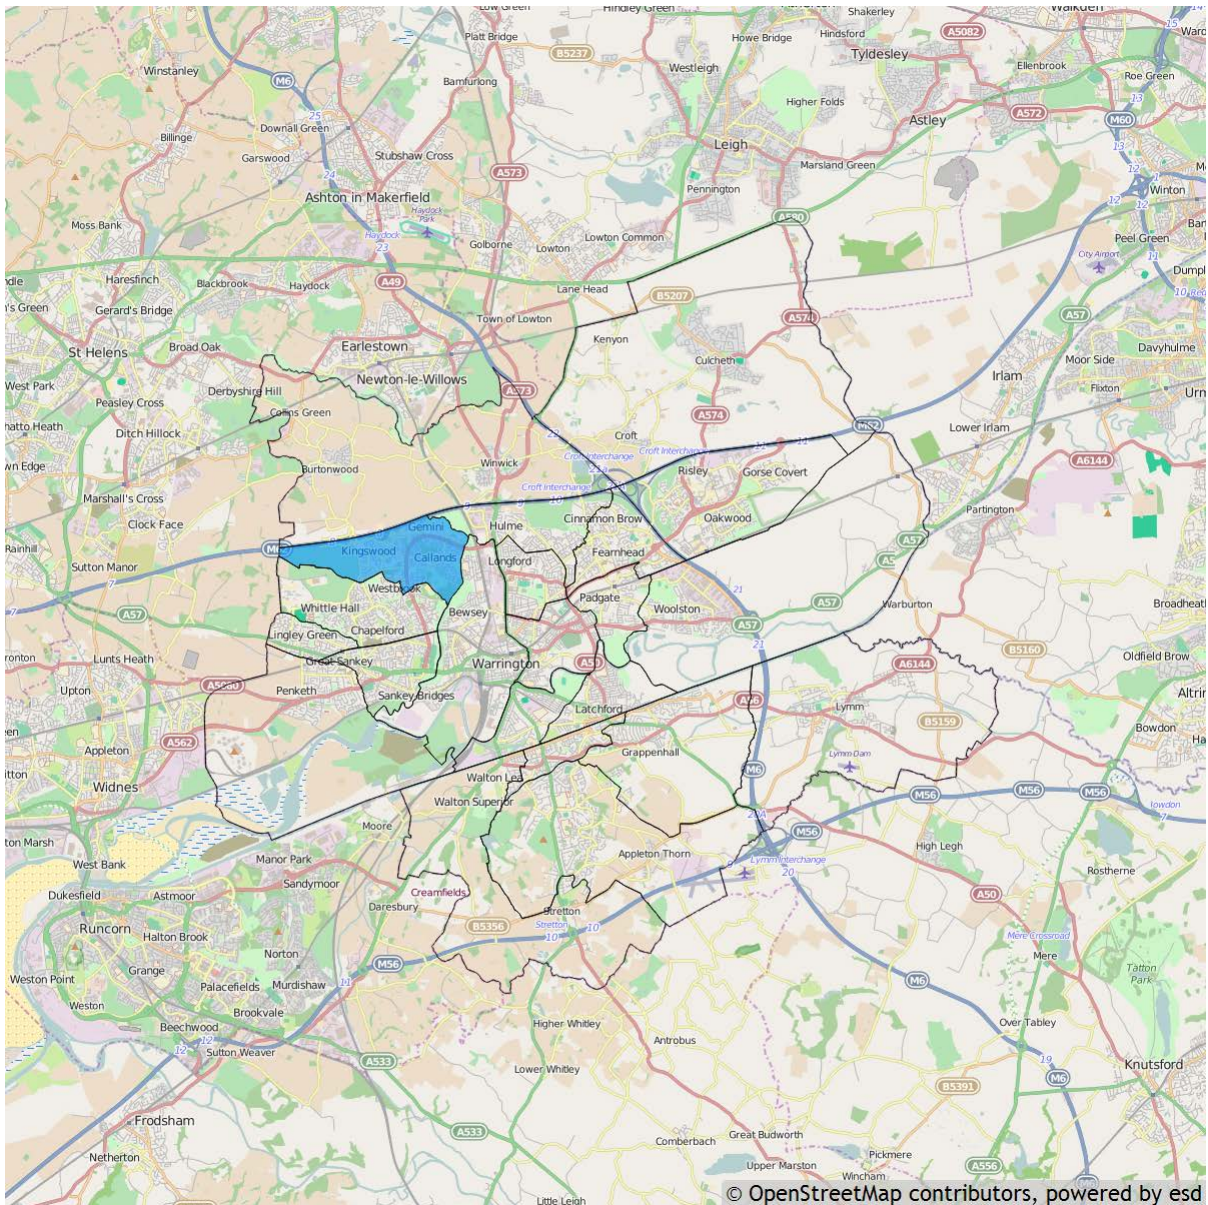 Low Green
Hindley Green
Shakerley
Walkden
Platt Bridge
B5237
Howe Bridge
Hindsford
A5082
Tyldesley
Ellenbrook
Roe Green
Winstanley
M6
Bamfurlong
Westleigh
Higher Folds
Astley
A572
M60
Billinge
Downall Green
Garswood
Stubshaw Cross
Leigh
Marsland Green
Pennington
A573
Ashton in Makerfield
Winton
Moss Bank
Haydock Park
Haydock
Golborne
Lowton
Lowton Common
A580
Peel Green
City Airport
Haresfinch
Blackbrook
Haydock
A49
Lane Head
B5207
Gerard's Bridge
Town of Lowton
A574
A57
St Helens
Broad Oak
Earlestown
Kenyon
Culcheth
Davyhulme
Moor Side
West Park
Derbyshire Hill
Newton-le-Willows
A573
Irlam
Flixton
Peasley Cross
Collins Green
A574
Ditch Hillock
Croft
Lower Irlam
Burtonwood
Winwick
Croft Interchange
Croft Interchange
Risley
Gorse Covert
A6144
Marshall's Cross
Croft Interchange
Clock Face
Gemini
Hulme
Cinnamon Brow
Oakwood
Partington
Rainhill
Kingswood
Callands
Longford
Fearnhead
A57
Sutton Manor
Westbrook
Padgate
A57
Whittle Hall
Bewsey
Woolston
A57
Warburton
Broadheath
Lingley Green
Chapelford
B5160
Lunts Heath
Great Sankey
Warrington
A50
A6144
Oldfield Brow
Upton
A5080
Penketh
Sankey Bridges
Latchford
Lymm
B5159
Bowdon
Appleton
A562
Grappenhall
Lymm Dam
Widnes
Walton Lea
M6
M56
M56
M56
Walton Superior
Moore
M56
High Legh
West Bank
Manor Park
Appleton Thorn
Lymm Interchange
Rostherne
Dukesfield
Astmoor
Sandymoor
Creamfields
A50
Runcorn
Halton Brook
Daresbury
B5356
Stretton
Stretton
Mere Crossroad
Mere
Norton
M56
Tatton Park
Weston Point
Grange
Palacefields
Murdishaw
M6
Weston
Brookvale
Beechwood
Higher Whitley
Over Tabley
Sutton Weaver
A533
Antrobus
Knutsford
Lower Whitley
M6
B5391
Frodsham
A533
Comberbach
Great Budworth
Netherton
Pickmere
Upper Marston
A556
Wincham
Little Leigh
© OpenStreetMap contributors, powered by esd